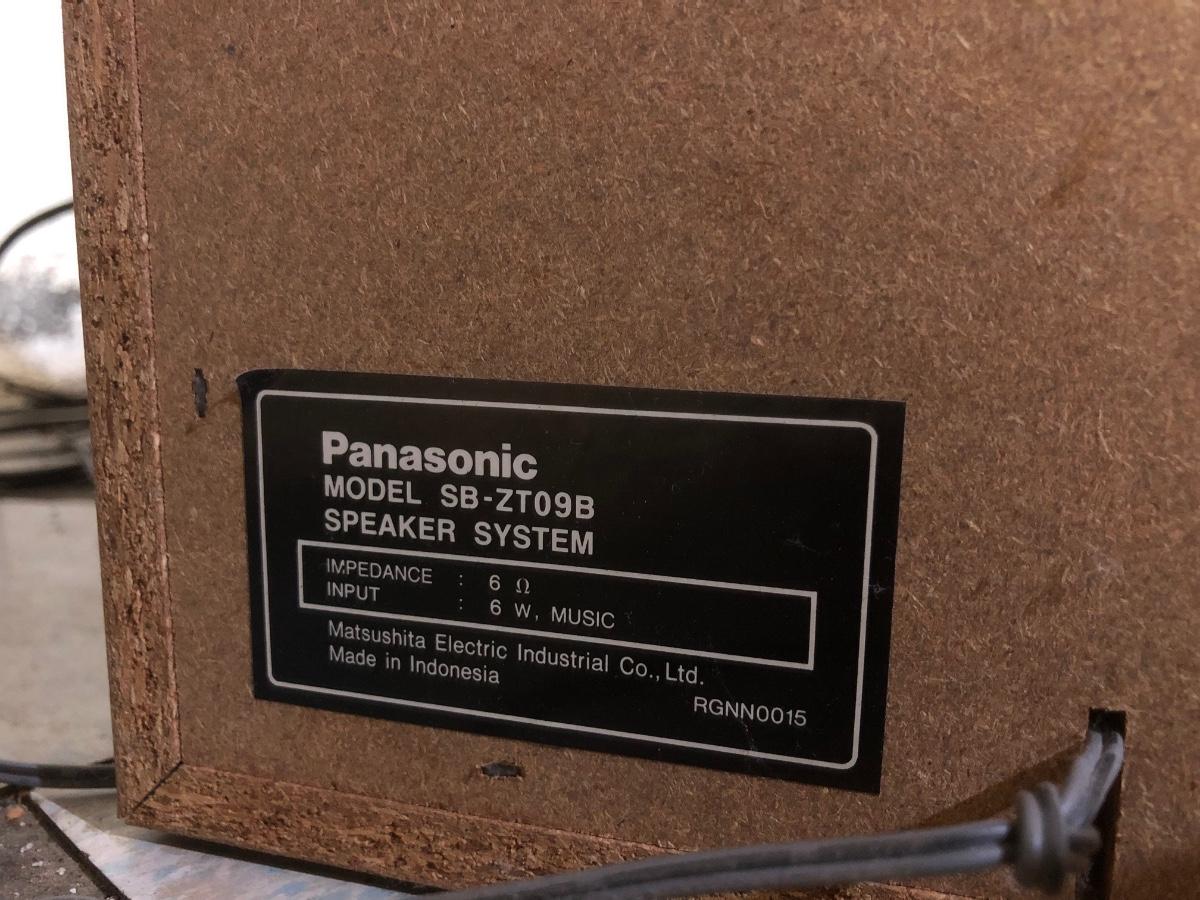 Panasonic
MODEL SB-ZT09B
SPEAKER SYSTEM
IMPEDANCE : 6 Ω
INPUT : 6 W, MUSIC
Matsushita Electric Industrial Co., Ltd.
Made in Indonesia
RGNN0015